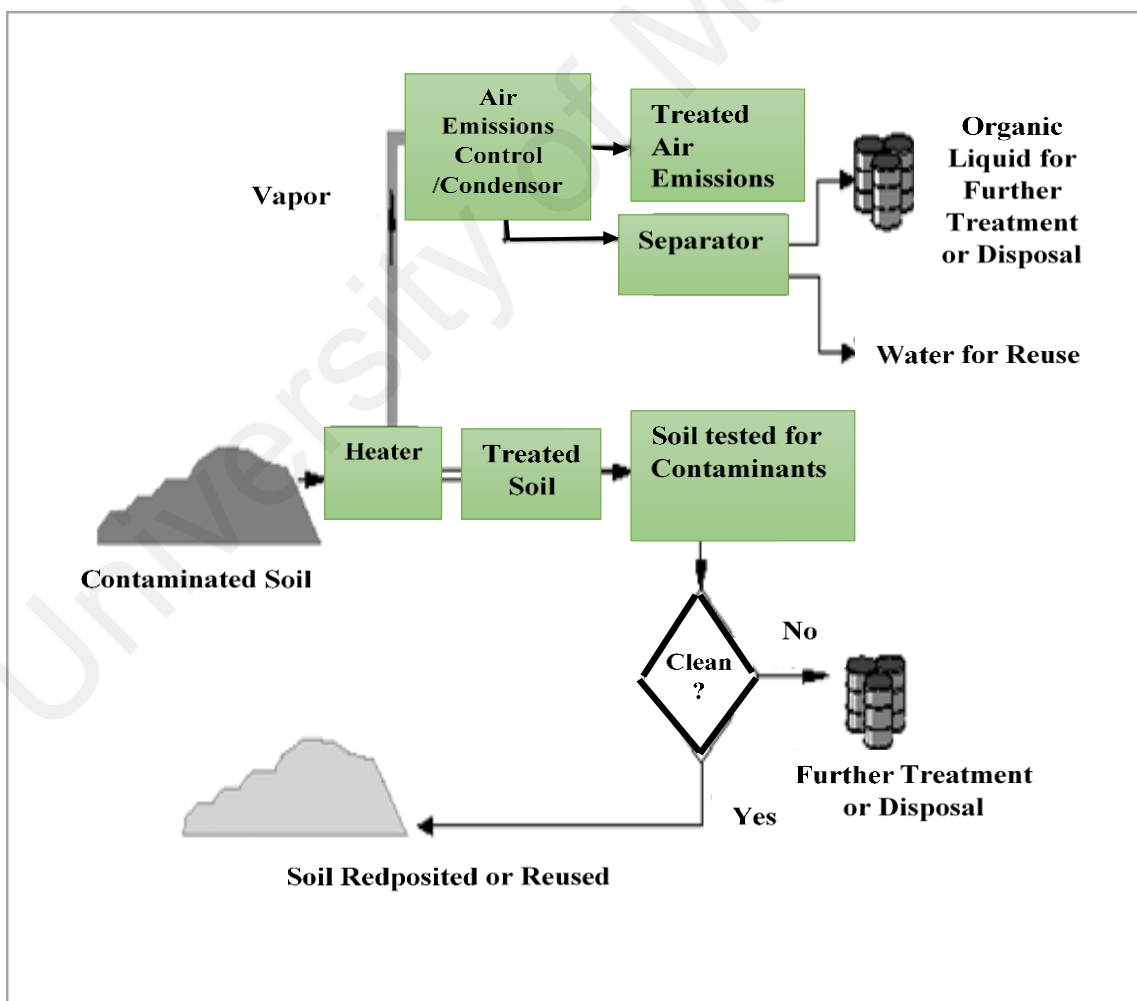 Air
Emissions
Control
/Condensor
Treated
Air
Emissions
Organic
Liquid for
Further
Treatment
or Disposal
Vapor
Separator
Water for Reuse
Heater
Treated
Soil
Soil tested for
Contaminants
Contaminated Soil
Clean
?
No
Further Treatment
or Disposal
Yes
Soil Redposited or Reused
University of M